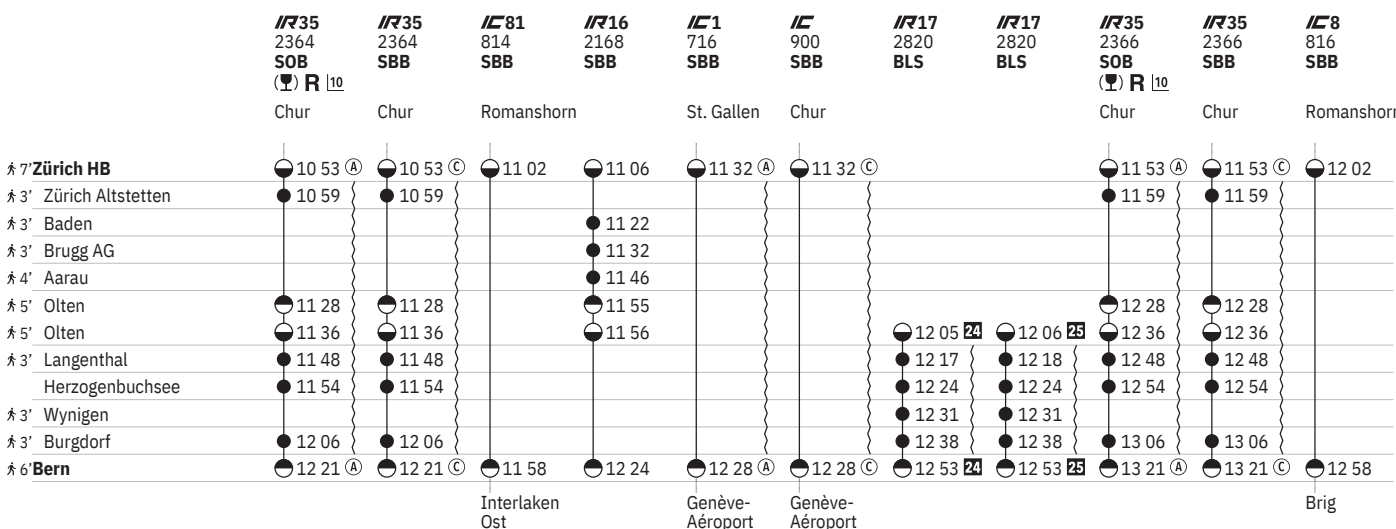 IR35 IR35 IC81 IR16 IC1 IC IR17 IR17 IR35 IR35 IC8
2364 2364 814 2168 716 900 2820 2820 2366 2366 816
SOB SBB SBB SBB SBB SBB BLS BLS SOB SBB SBB
R 10 R 10
Chur Chur Romanshorn St. Gallen Chur Chur Chur Romanshorn
7’ Zürich HB 10 53 A 10 53 C 11 02 11 06 11 32 A 11 32 C 11 53 A 11 53 C 12 02
3’ Zürich Altstetten 10 59 10 59 11 59 11 59
3’ Baden 11 22
3’ Brugg AG 11 32
4’ Aarau 11 46
5’ Olten 11 28 11 28 11 55 12 28 12 28
5’ Olten 11 36 11 36 11 56 12 05 24 12 06 25 12 36 12 36
3’ Langenthal 11 48 11 48 12 17 12 18 12 48 12 48
Herzogenbuchsee 11 54 11 54 12 24 12 24 12 54 12 54
3’ Wynigen 12 31 12 31
3’ Burgdorf 12 06 12 06 12 38 12 38 13 06 13 06
6’ Bern 12 21 A 12 21 C 11 58 12 24 12 28 A 12 28 C 12 53 24 12 53 25 13 21 A 13 21 C 12 58
Interlaken Genève- Genève- Brig
Ost Aéroport Aéroport